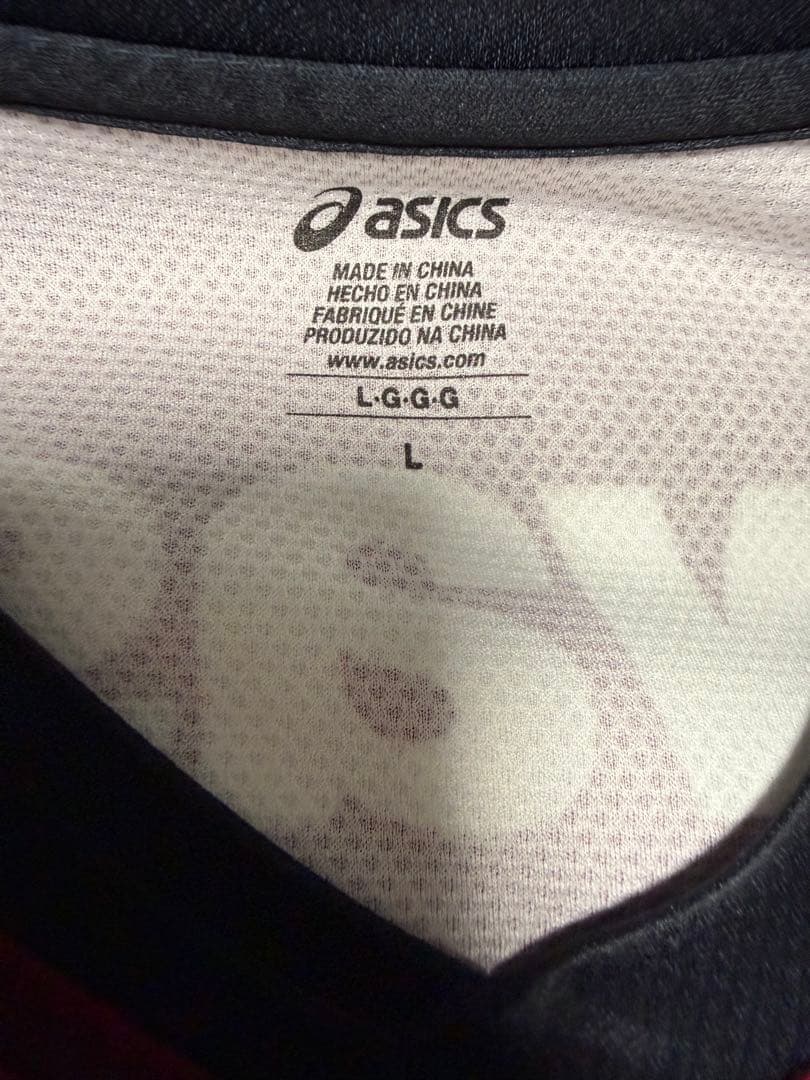 asics
MADE IN CHINA
HECHO EN CHINA
FABRIQUÉ EN CHINE
PRODUZIDO NA CHINA
www.asics.com
L·G·G·G
L